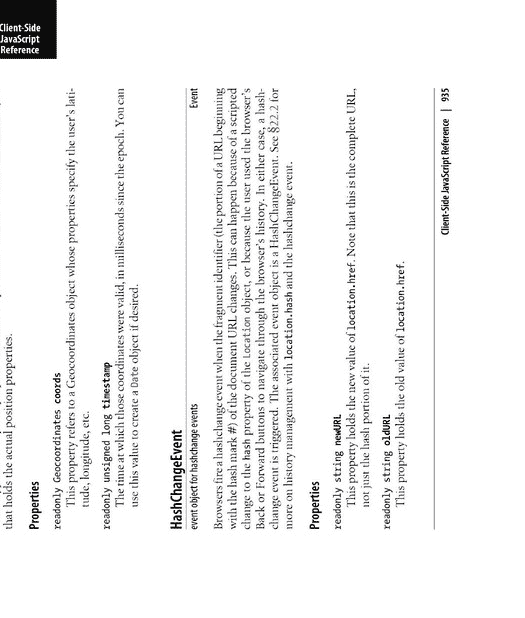 Client-Side
JavaScript
Reference
that holds the actual position properties.
Properties
readonly Geocoordinates coords
This property refers to a Geocoordinates object whose properties specify the user's lati-
tude, longitude, etc.
readonly unsigned long timestamp
The time at which those coordinates were valid, in milliseconds since the epoch. You can
use this value to create a Date object if desired.
HashChangeEvent
event object for hashchange events Event
Browsers fire a hashchange event when the fragment identifier (the portion of a URL beginning
with the hash mark #) of the document URL changes. This can happen because of a scripted
change to the hash property of the Location object, or because the user used the browser's
Back or Forward buttons to navigate through the browser's history. In either case, a hash-
change event is triggered. The associated event object is a HashChangeEvent. See §22.2 for
more on history management with location.hash and the hashchange event.
Properties
readonly string newURL
This property holds the new value of location.href. Note that this is the complete URL,
not just the hash portion of it.
readonly string oldURL
This property holds the old value of location.href.
Client-Side JavaScript Reference | 935